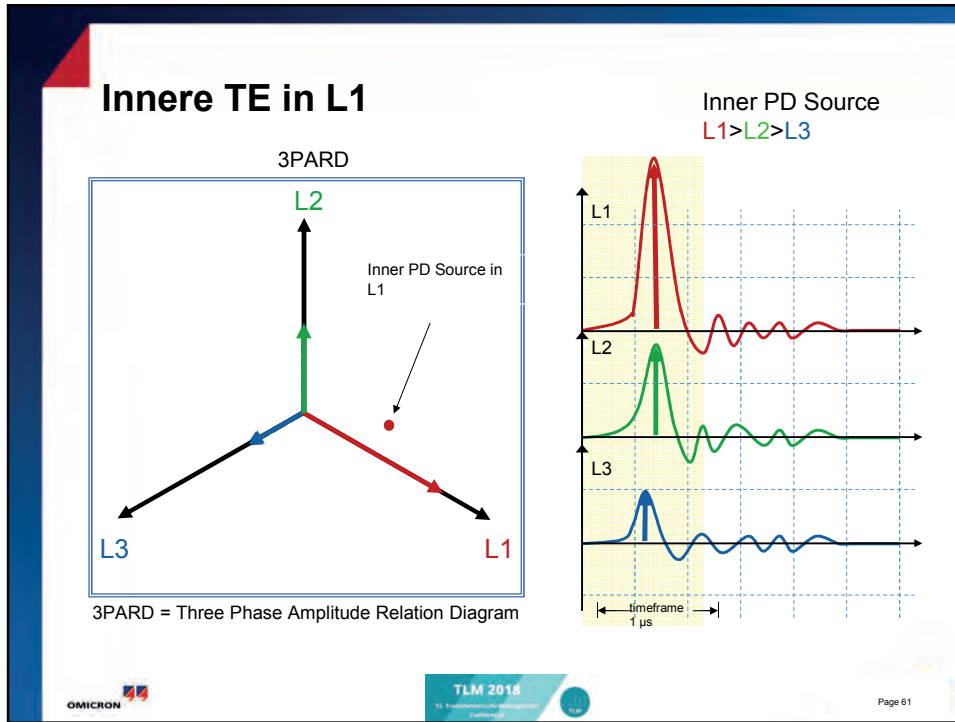 Innere TE in L1
Inner PD Source
L1>L2>L3
3PARD
L2
Inner PD Source in
L1
L3
L1
3PARD = Three Phase Amplitude Relation Diagram
L1
L2
L3
timeframe
1 µs
OMICRON
TLM 2018
TLM
Page 61